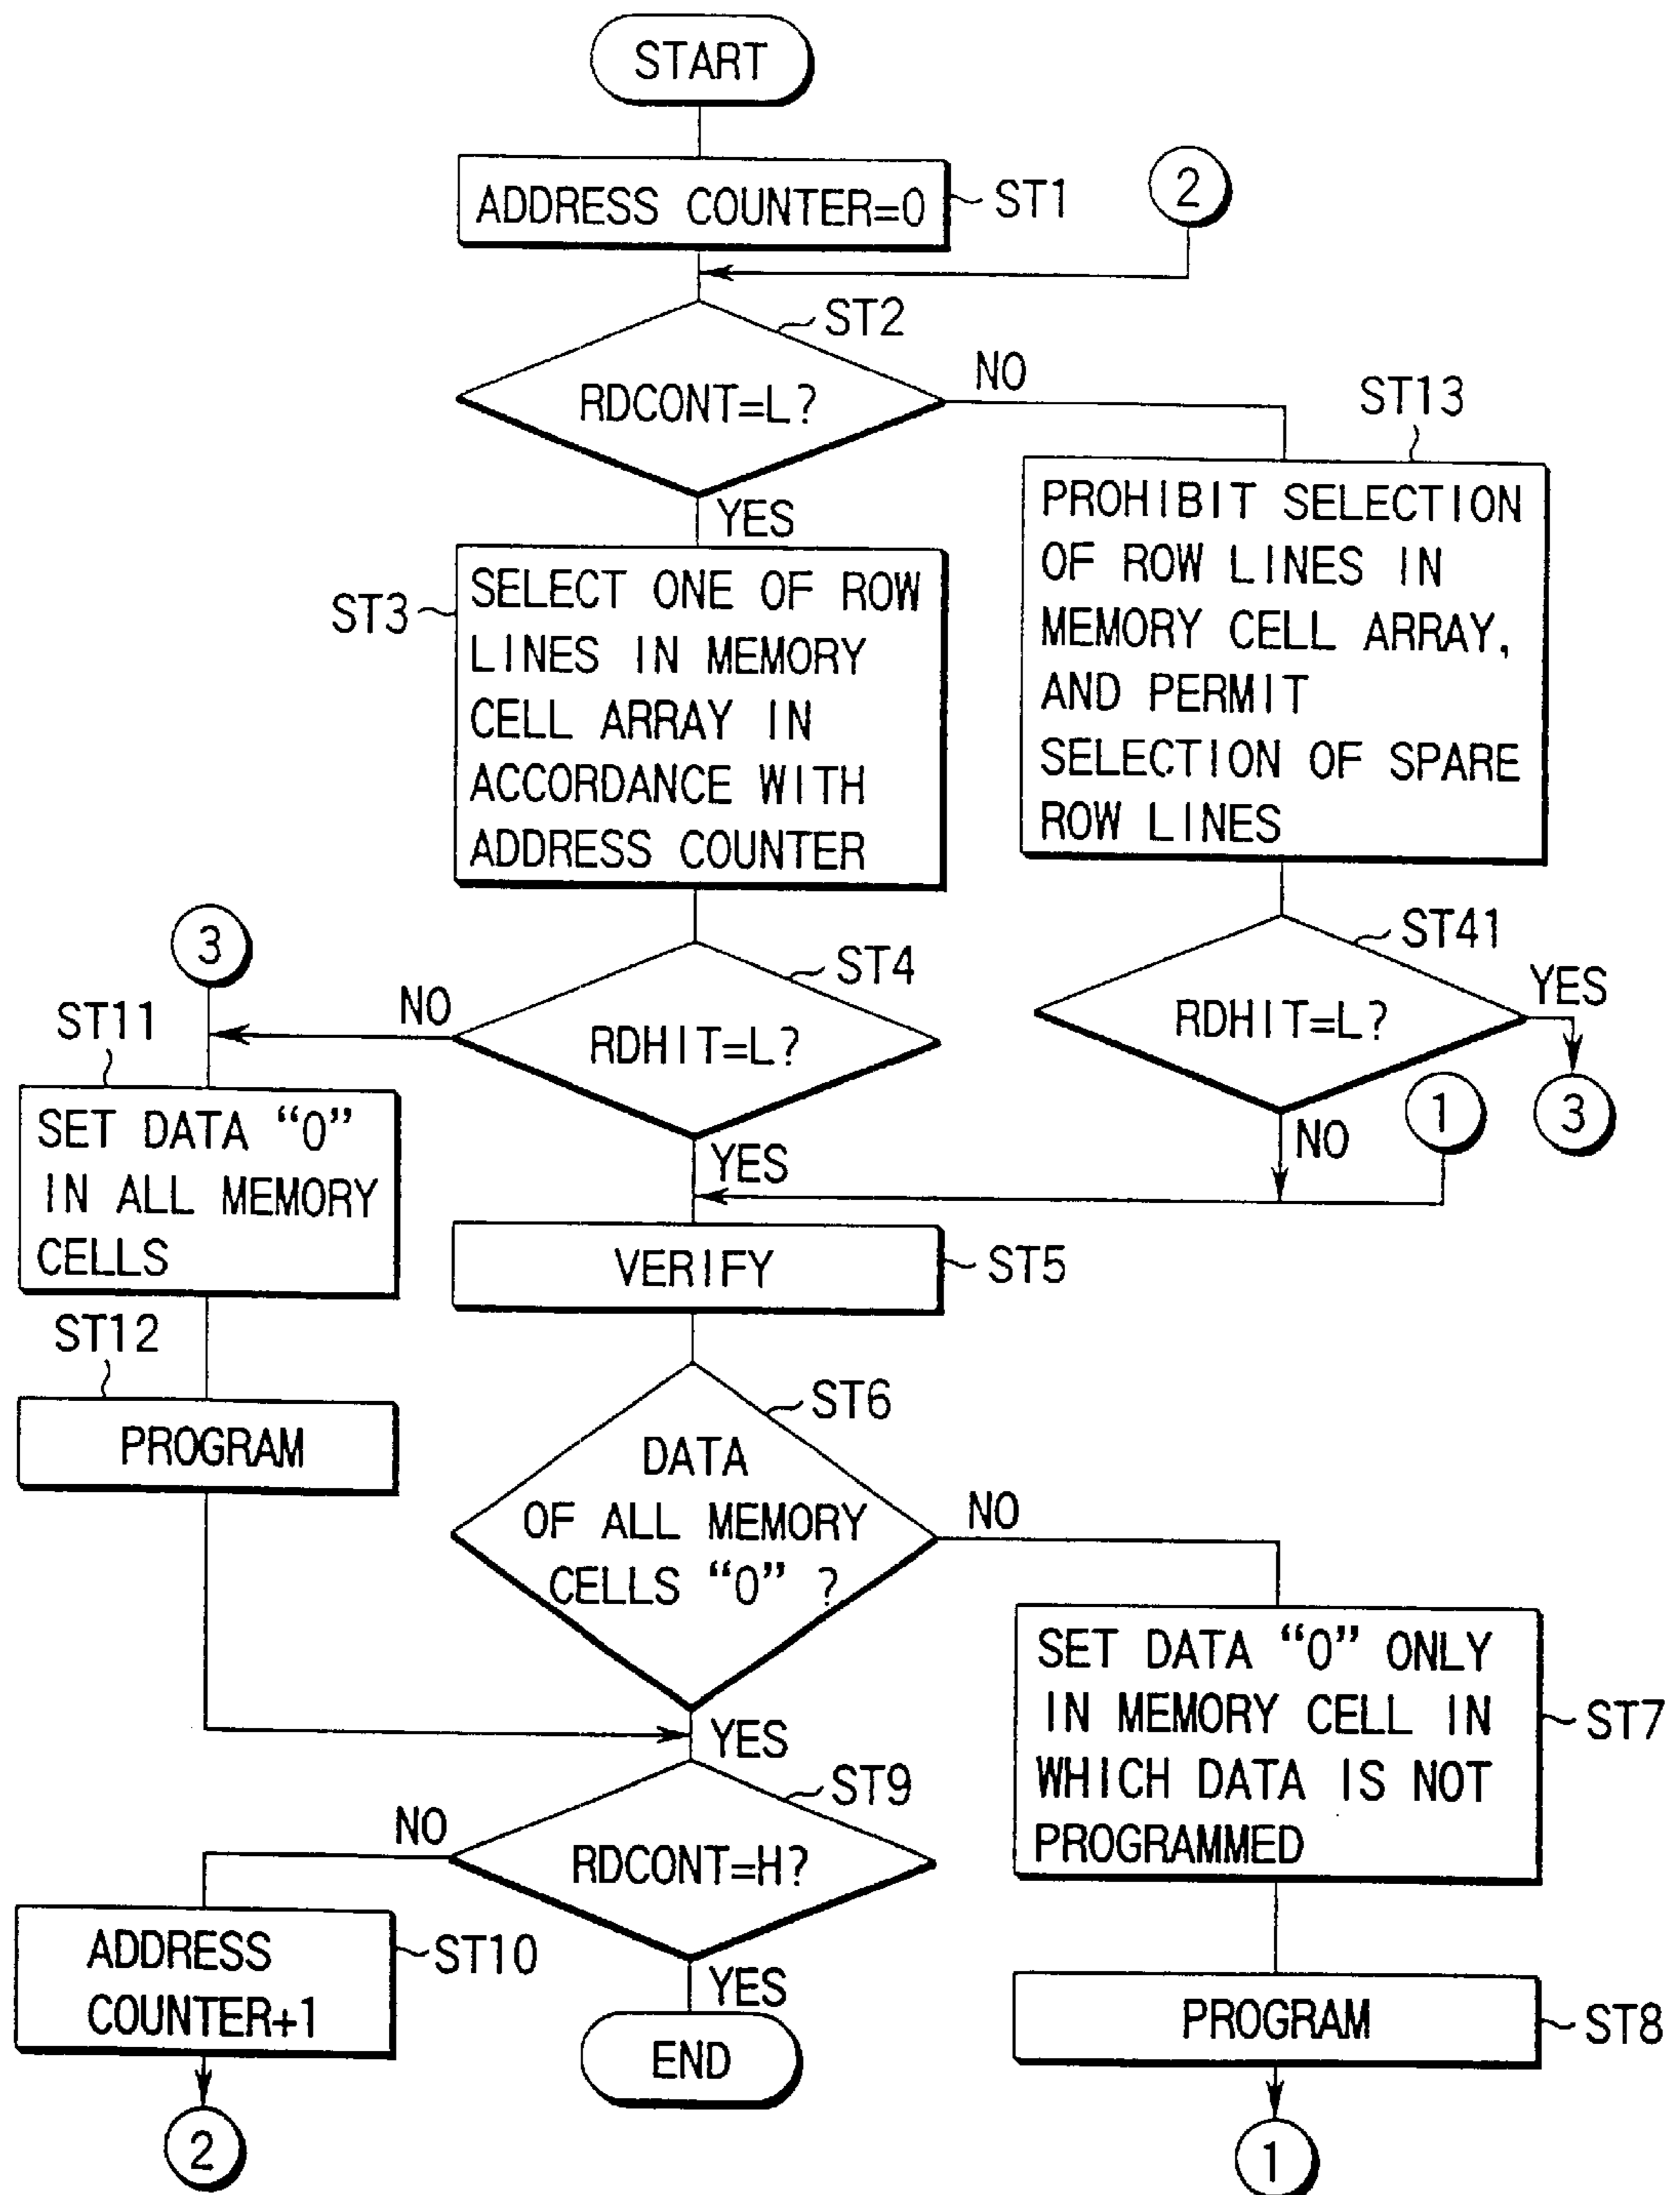 START
ADDRESS COUNTER=0
ST1
2
ST2
RDCONT=L?
NO
YES
ST13
PROHIBIT SELECTION
OF ROW LINES IN
MEMORY CELL ARRAY,
AND PERMIT
SELECTION OF SPARE
ROW LINES
ST3
SELECT ONE OF ROW
LINES IN MEMORY
CELL ARRAY IN
ACCORDANCE WITH
ADDRESS COUNTER
ST41
RDHIT=L?
YES
3
NO
1
3
ST4
RDHIT=L?
NO
YES
ST11
SET DATA “0”
IN ALL MEMORY
CELLS
ST12
PROGRAM
VERIFY
ST5
ST6
DATA
OF ALL MEMORY
CELLS “0” ?
NO
YES
SET DATA “0” ONLY
IN MEMORY CELL IN
WHICH DATA IS NOT
PROGRAMMED
ST7
PROGRAM
ST8
1
ST9
RDCONT=H?
NO
YES
ADDRESS
COUNTER+1
ST10
2
END